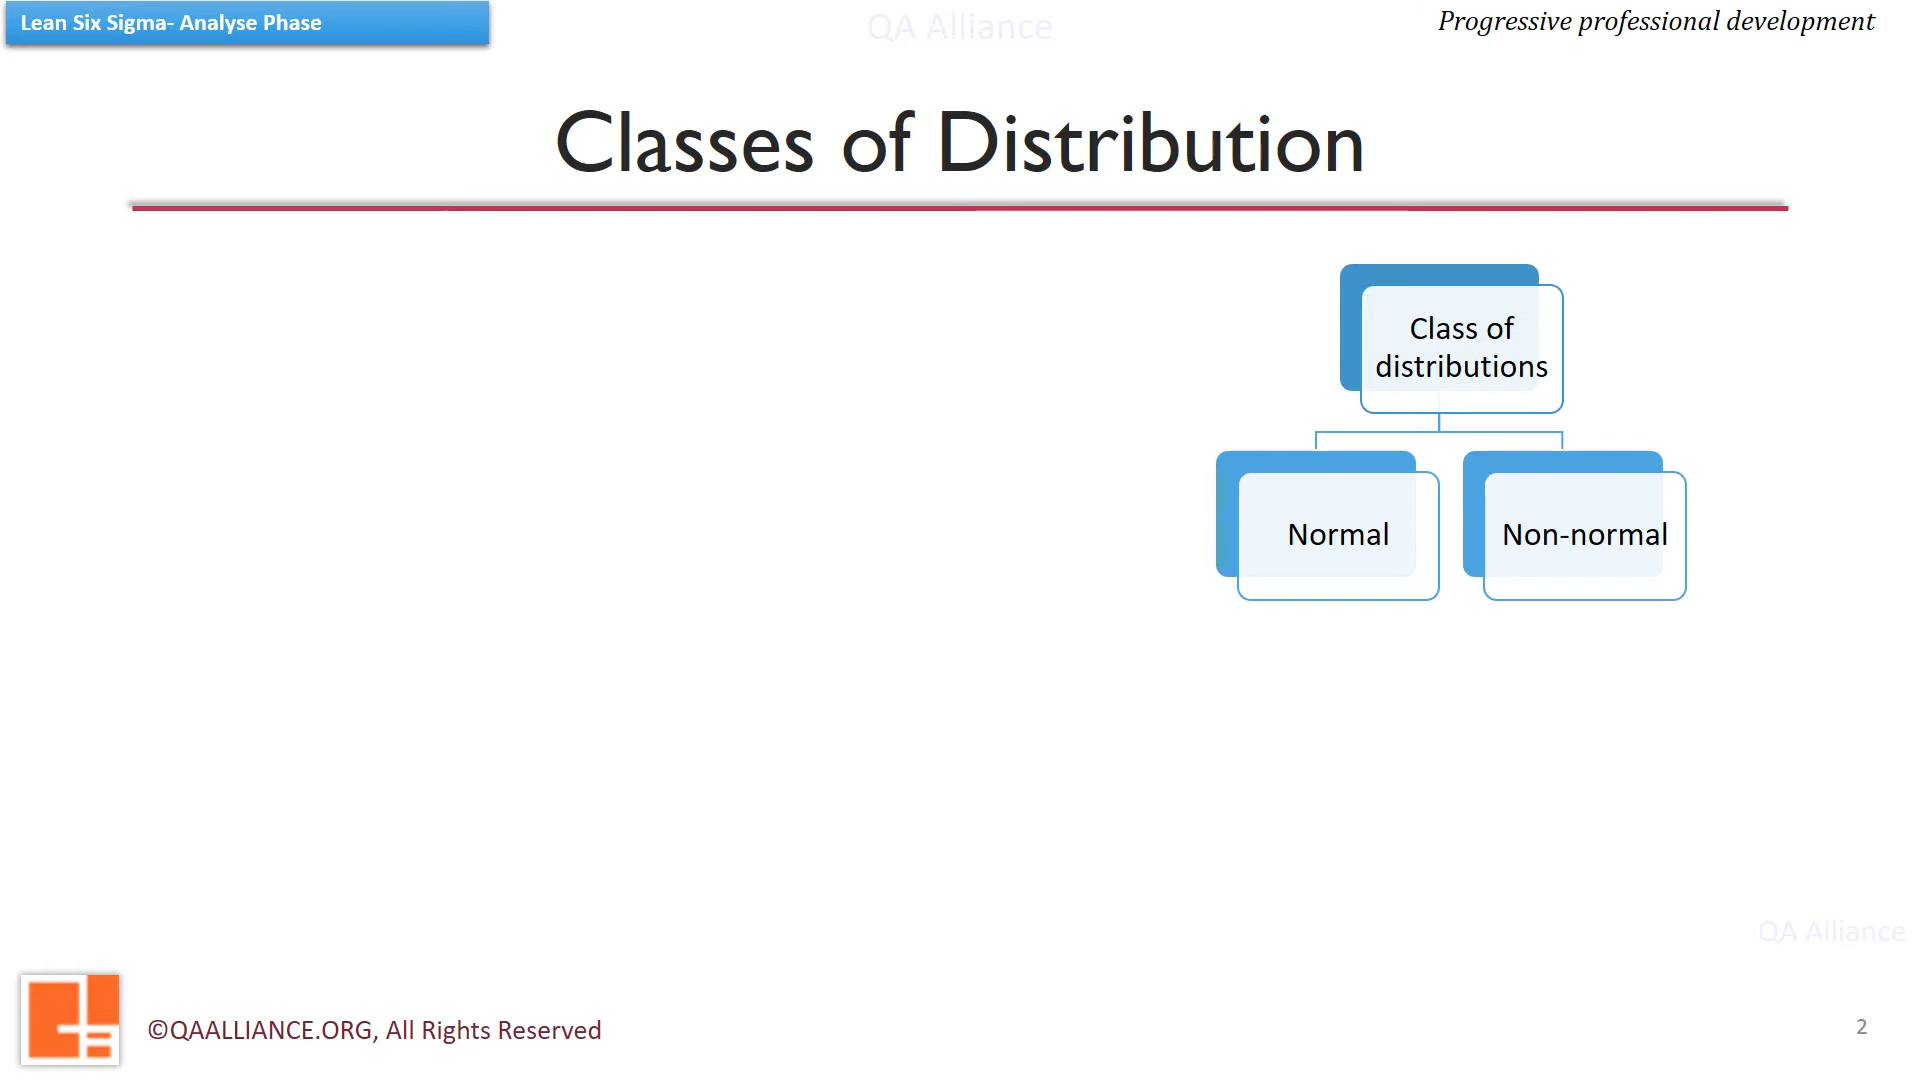 Lean Six Sigma- Analyse Phase
QA Alliance
Progressive professional development
Classes of Distribution
Class of
distributions
Normal
Non-normal
QA Alliance
©QAALLIANCE.ORG, All Rights Reserved
2